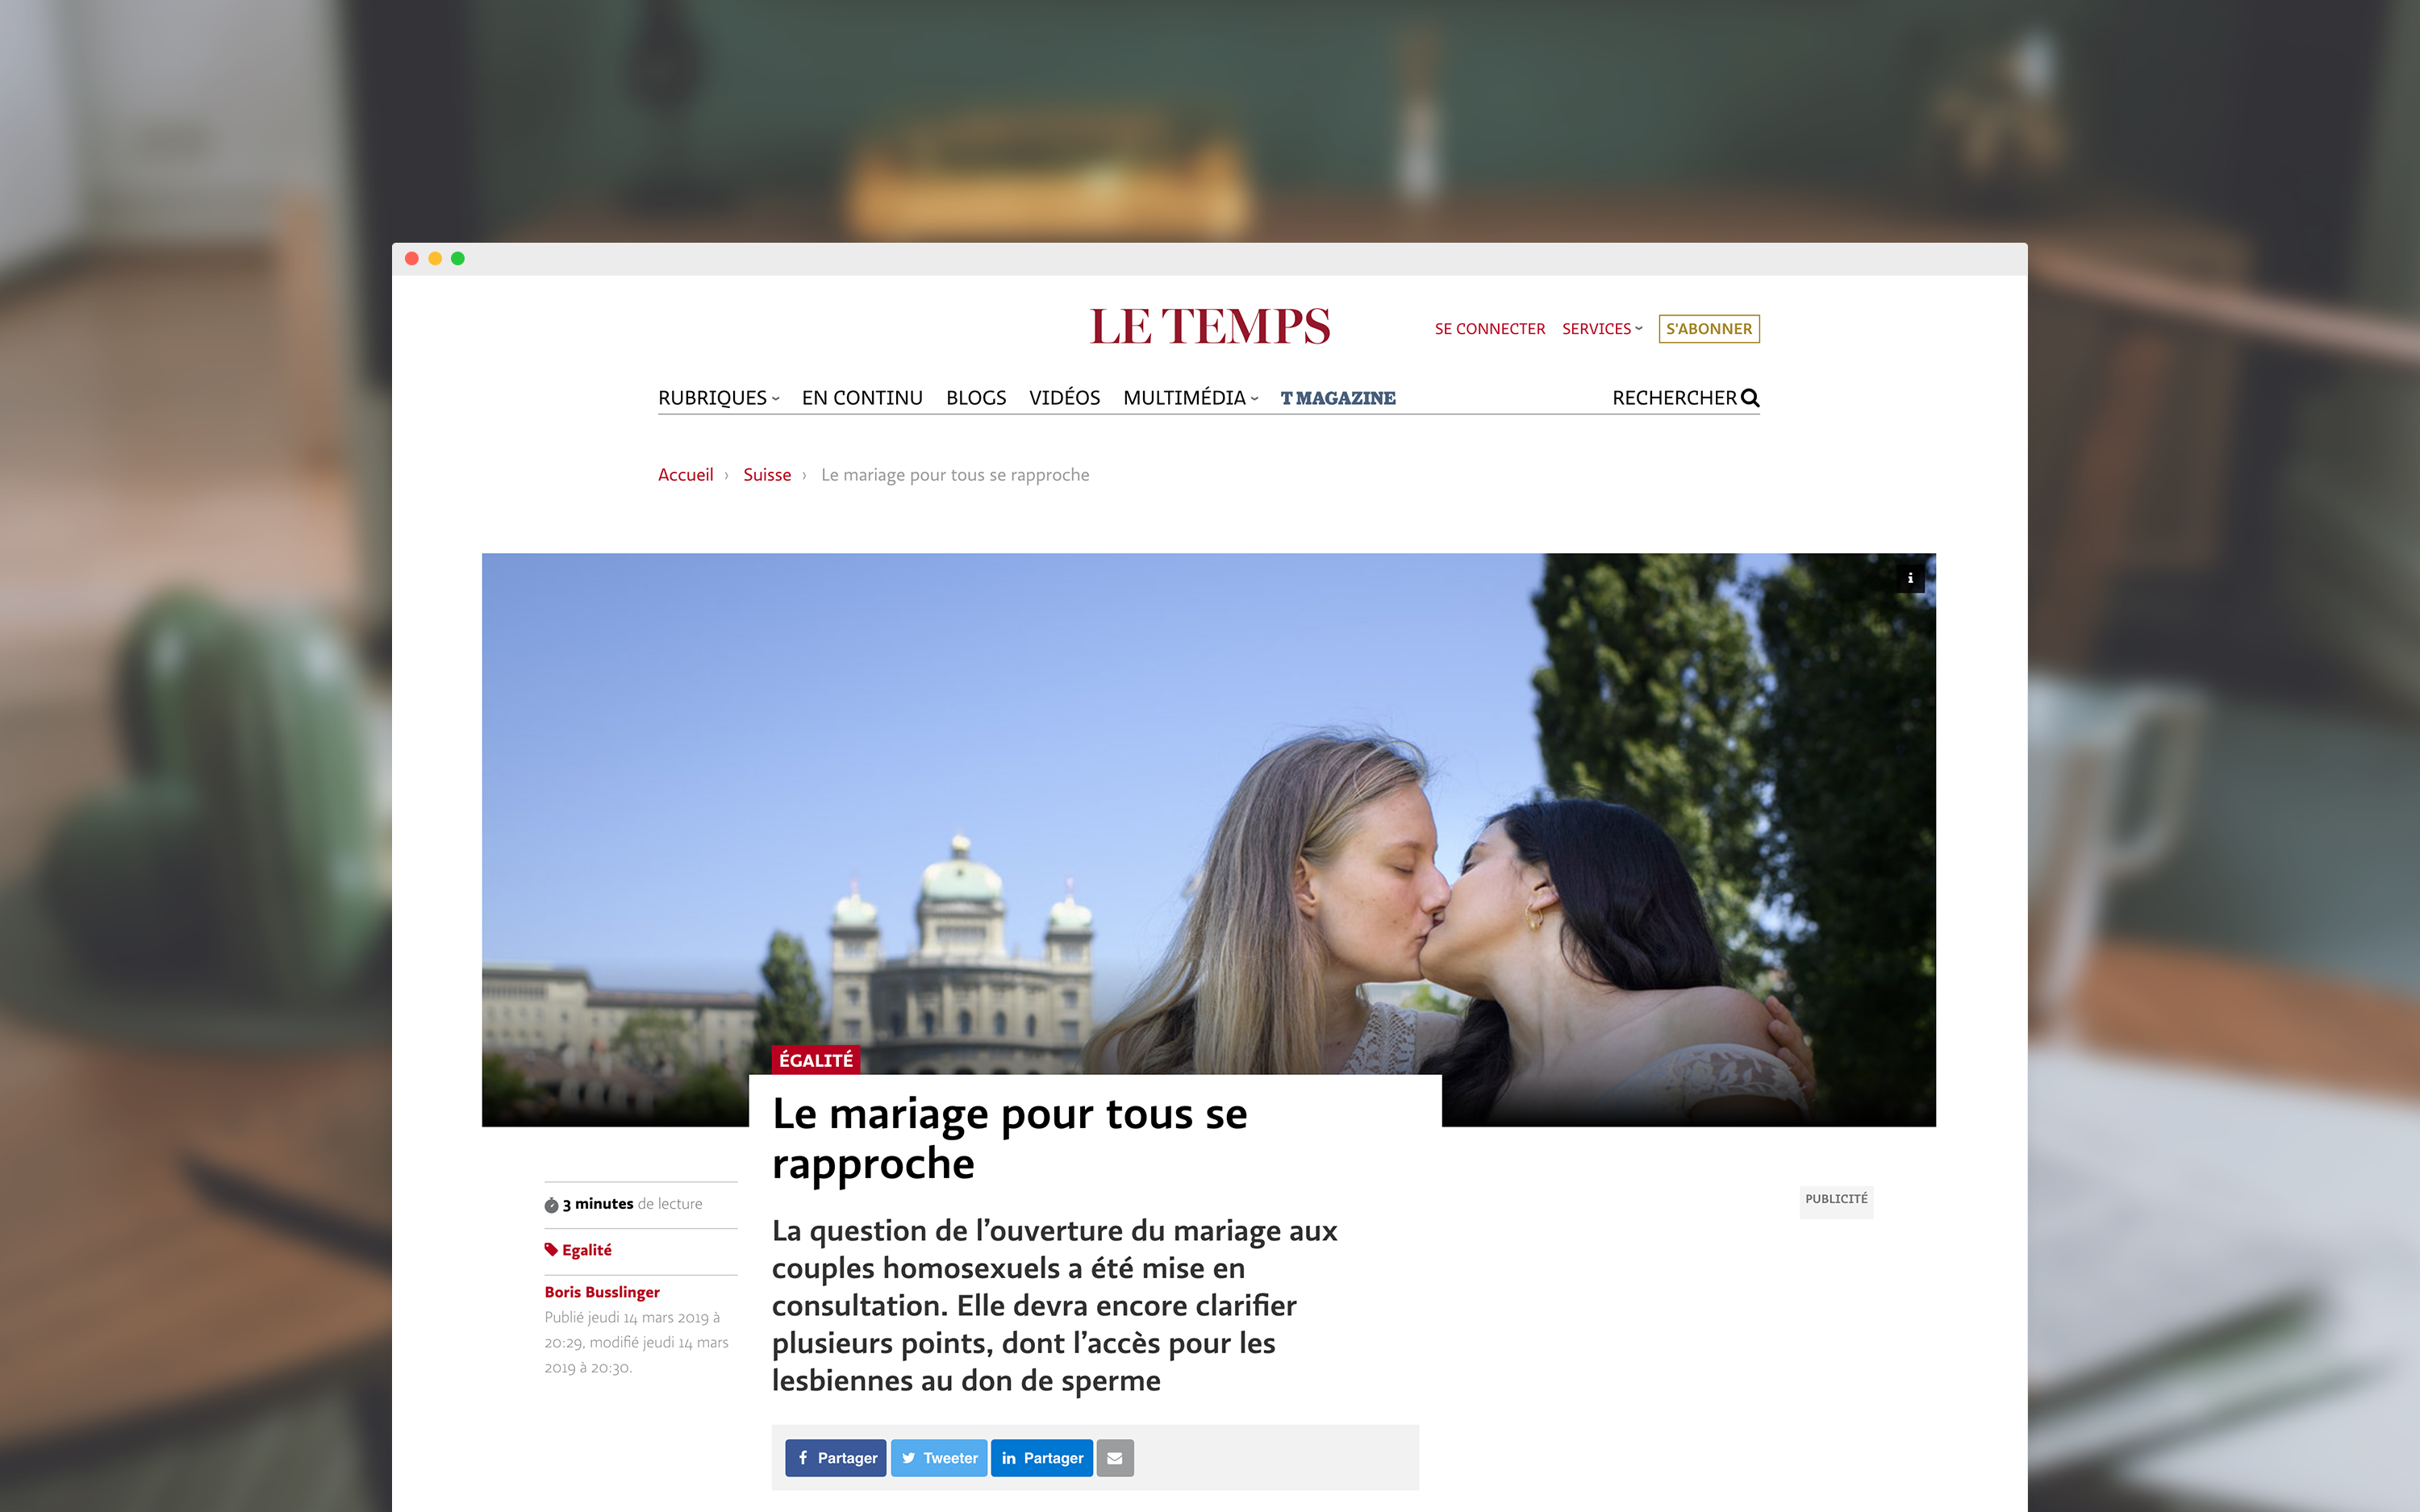 LE TEMPS
SE CONNECTER SERVICES S'ABONNER
RUBRIQUES EN CONTINU BLOGS VIDÉOS MULTIMÉDIA T MAGAZINE RECHERCHER
Accueil › Suisse › Le mariage pour tous se rapproche
i
ÉGALITÉ
Le mariage pour tous se
rapproche
3 minutes de lecture
Egalité
Boris Busslinger
Publié jeudi 14 mars 2019 à
20:29, modifié jeudi 14 mars
2019 à 20:30.
La question de l’ouverture du mariage aux
couples homosexuels a été mise en
consultation. Elle devra encore clarifier
plusieurs points, dont l’accès pour les
lesbiennes au don de sperme
PUBLICITÉ
f Partager Tweeter in Partager